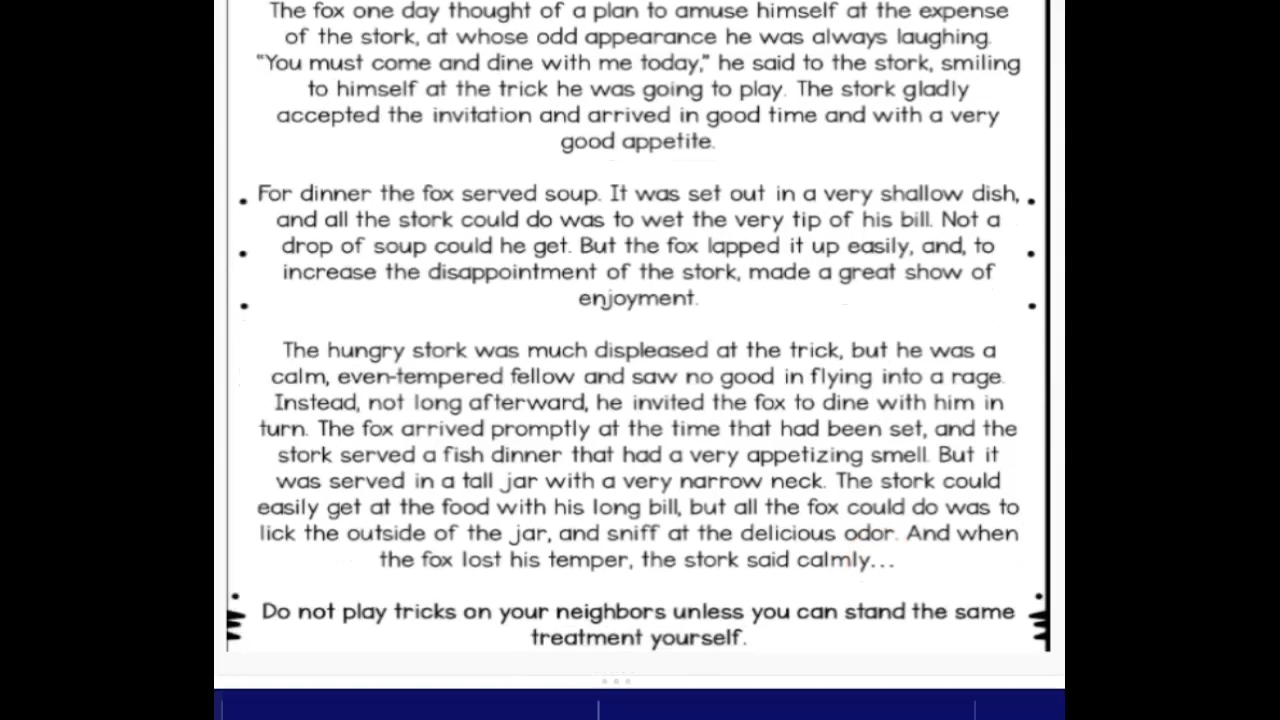 The fox one day thought of a plan to amuse himself at the expense
of the stork, at whose odd appearance he was always laughing.
"You must come and dine with me today," he said to the stork, smiling
to himself at the trick he was going to play. The stork gladly
accepted the invitation and arrived in good time and with a very
good appetite.
For dinner the fox served soup. It was set out in a very shallow dish,
and all the stork could do was to wet the very tip of his bill. Not a
drop of soup could he get. But the fox lapped it up easily, and, to
increase the disappointment of the stork, made a great show of
enjoyment.
The hungry stork was much displeased at the trick, but he was a
calm, even-tempered fellow and saw no good in flying into a rage.
Instead, not long afterward, he invited the fox to dine with him in
turn. The fox arrived promptly at the time that had been set, and the
stork served a fish dinner that had a very appetizing smell. But it
was served in a tall jar with a very narrow neck. The stork could
easily get at the food with his long bill, but all the fox could do was to
lick the outside of the jar, and sniff at the delicious odor. And when
the fox lost his temper, the stork said calmly...
Do not play tricks on your neighbors unless you can stand the same
treatment yourself.